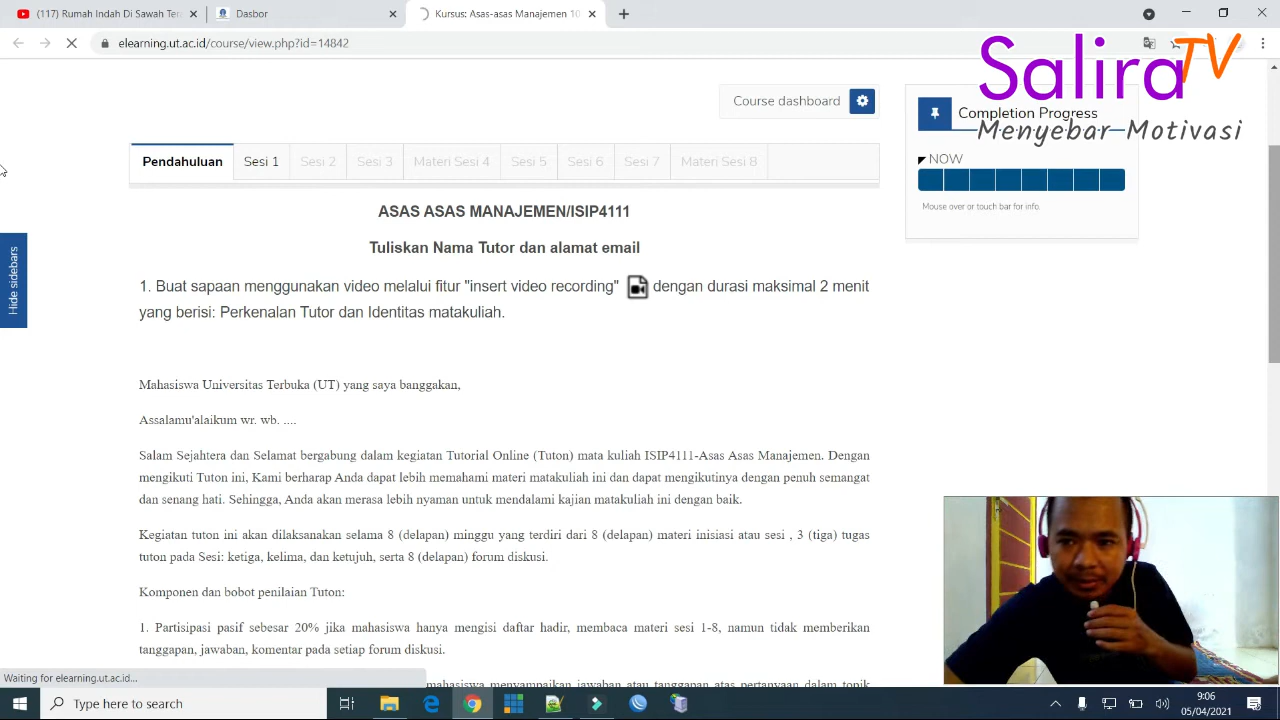 (117) Rumah Indah Di Sawah Ter
Dasbor
Kursus: Asas-asas Manajemen 10
elearning.ut.ac.id/course/view.php?id=14842
Salira TV
Menyebar Motivasi
Course dashboard
Completion Progress
NOW
Mouse over or touch bar for info.
Hide sidebars
Pendahuluan
Sesi 1
Sesi 2
Sesi 3
Materi Sesi 4
Sesi 5
Sesi 6
Sesi 7
Materi Sesi 8
ASAS ASAS MANAJEMEN/ISIP4111
Tuliskan Nama Tutor dan alamat email
1. Buat sapaan menggunakan video melalui fitur "insert video recording" dengan durasi maksimal 2 menit
yang berisi: Perkenalan Tutor dan Identitas matakuliah.
Mahasiswa Universitas Terbuka (UT) yang saya banggakan,
Assalamu'alaikum wr. wb. ....
Salam Sejahtera dan Selamat bergabung dalam kegiatan Tutorial Online (Tuton) mata kuliah ISIP4111-Asas Asas Manajemen. Dengan
mengikuti Tuton ini, Kami berharap Anda dapat lebih memahami materi matakuliah ini dan dapat mengikutinya dengan penuh semangat
dan senang hati. Sehingga, Anda akan merasa lebih nyaman untuk mendalami kajian matakuliah ini dengan baik.
Kegiatan tuton ini akan dilaksanakan selama 8 (delapan) minggu yang terdiri dari 8 (delapan) materi inisiasi atau sesi , 3 (tiga) tugas
tuton pada Sesi: ketiga, kelima, dan ketujuh, serta 8 (delapan) forum diskusi.
Komponen dan bobot penilaian Tuton:
1. Partisipasi pasif sebesar 20% jika mahasiswa hanya mengisi daftar hadir, membaca materi sesi 1-8, namun tidak memberikan
tanggapan, jawaban, komentar pada setiap forum diskusi.
mahasiswa menyampaikan jawaban atau tanggapan atas pertanyaan dalam topik
Waiting for elearning.ut.ac.id...
Type here to search
9:06
05/04/2021